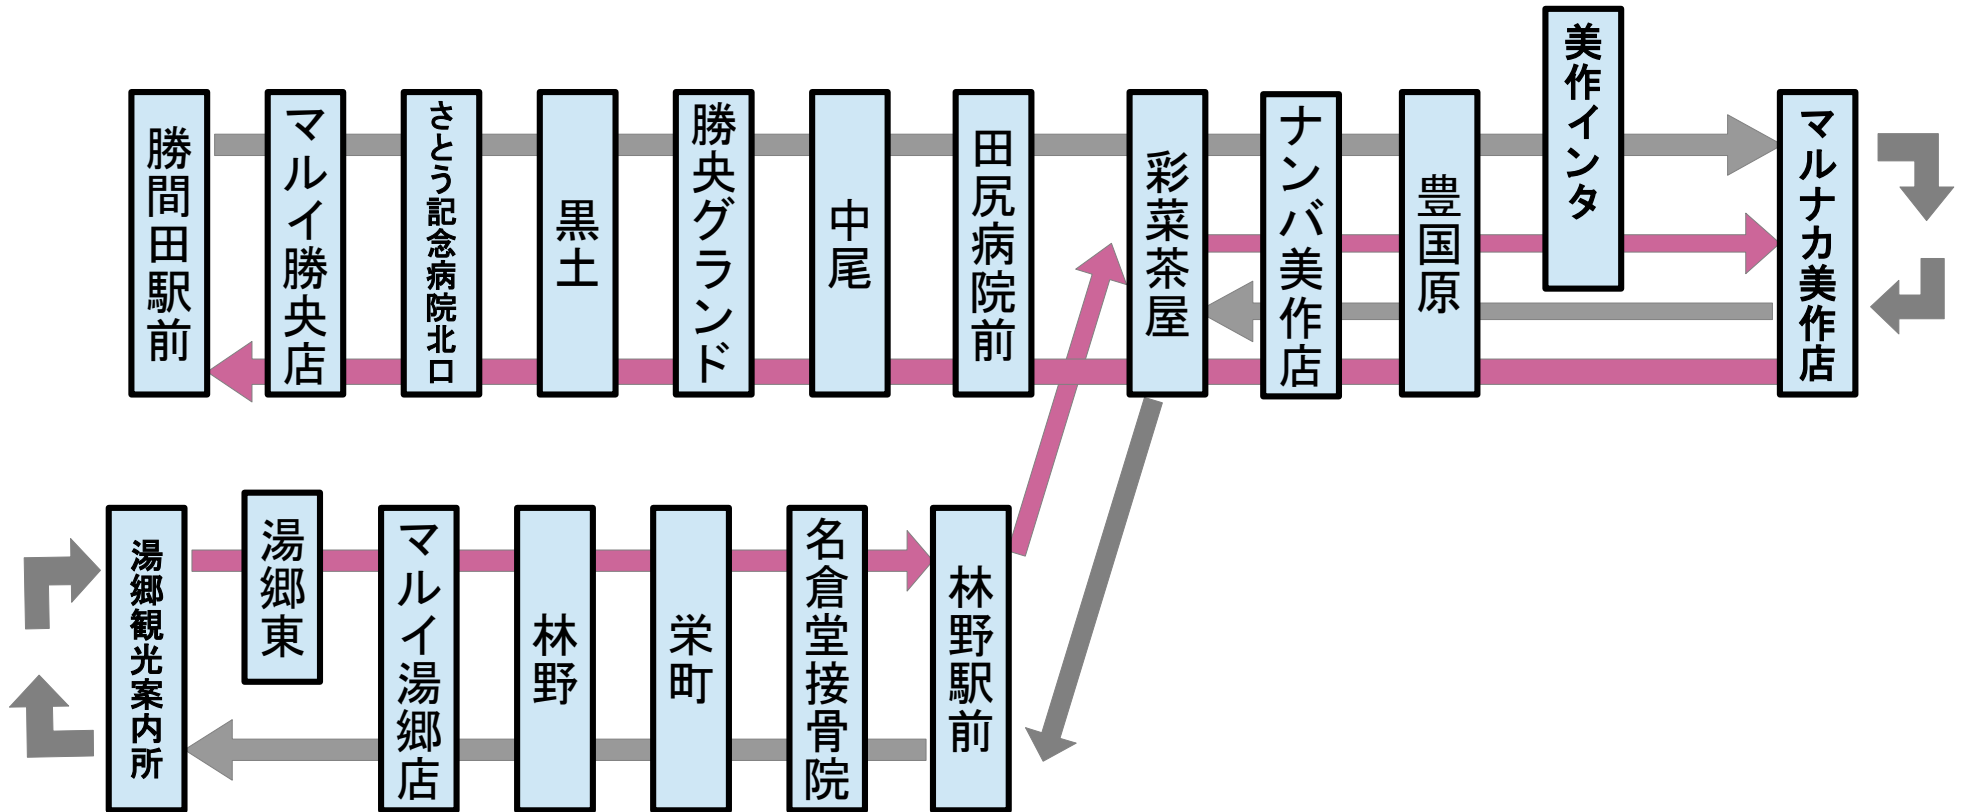 勝間田駅前
マルイ勝央店
さとう記念病院北口
黒土
勝央グランド
中尾
田尻病院前
彩菜茶屋
ナンバ美作店
豊国原
美作インタ
マルナカ美作店
湯郷観光案内所
湯郷東
マルイ湯郷店
林野
栄町
名倉堂接骨院
林野駅前